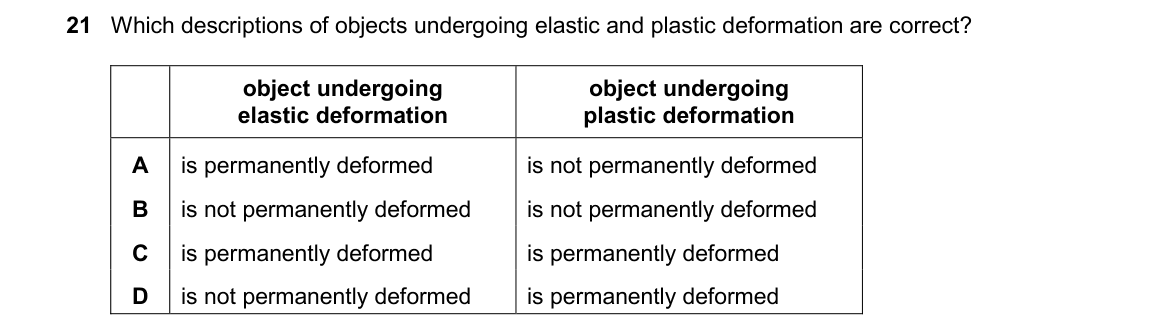 21 Which descriptions of objects undergoing elastic and plastic deformation are correct?
object undergoing elastic deformation
object undergoing plastic deformation
A is permanently deformed is not permanently deformed
B is not permanently deformed is not permanently deformed
C is permanently deformed is permanently deformed
D is not permanently deformed is permanently deformed